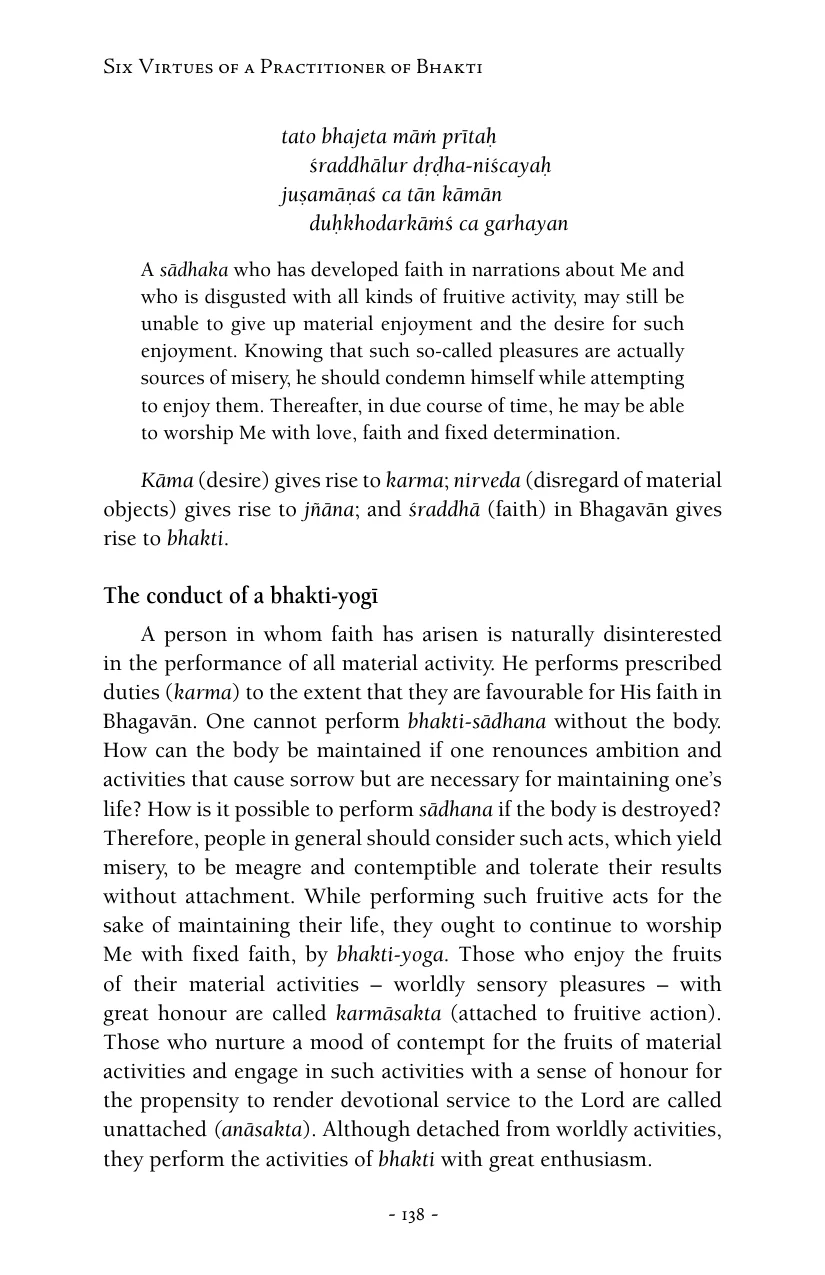 Six Virtues of a Practitioner of Bhakti
tato bhajeta māṁ prītaḥ
śraddhālur dṛḍha-niścayaḥ
juṣamāṇaś ca tān kāmān
duḥkhodarkāṁś ca garhayan
A sādhaka who has developed faith in narrations about Me and
who is disgusted with all kinds of fruitive activity, may still be
unable to give up material enjoyment and the desire for such
enjoyment. Knowing that such so-called pleasures are actually
sources of misery, he should condemn himself while attempting
to enjoy them. Thereafter, in due course of time, he may be able
to worship Me with love, faith and fixed determination.
Kāma (desire) gives rise to karma; nirveda (disregard of material
objects) gives rise to jñāna; and śraddhā (faith) in Bhagavān gives
rise to bhakti.
The conduct of a bhakti-yogī
A person in whom faith has arisen is naturally disinterested
in the performance of all material activity. He performs prescribed
duties (karma) to the extent that they are favourable for His faith in
Bhagavān. One cannot perform bhakti-sādhana without the body.
How can the body be maintained if one renounces ambition and
activities that cause sorrow but are necessary for maintaining one's
life? How is it possible to perform sādhana if the body is destroyed?
Therefore, people in general should consider such acts, which yield
misery, to be meagre and contemptible and tolerate their results
without attachment. While performing such fruitive acts for the
sake of maintaining their life, they ought to continue to worship
Me with fixed faith, by bhakti-yoga. Those who enjoy the fruits
of their material activities – worldly sensory pleasures – with
great honour are called karmāsakta (attached to fruitive action).
Those who nurture a mood of contempt for the fruits of material
activities and engage in such activities with a sense of honour for
the propensity to render devotional service to the Lord are called
unattached (anāsakta). Although detached from worldly activities,
they perform the activities of bhakti with great enthusiasm.
- 138 -